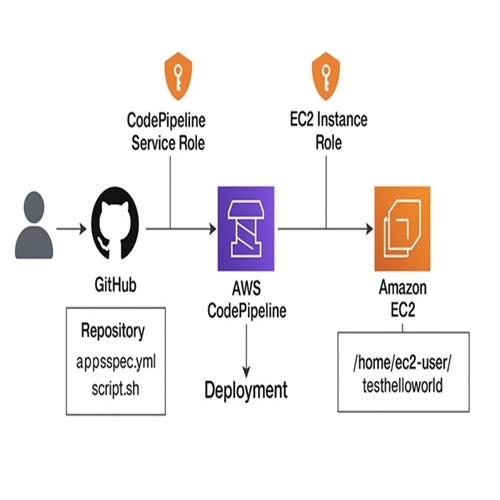 CodePipeline
Service Role
EC2 Instance
Role
GitHub
Repository
appsspec.yml
script.sh
AWS
CodePipeline
Deployment
Amazon
EC2
/home/ec2-user/
testhelloworld